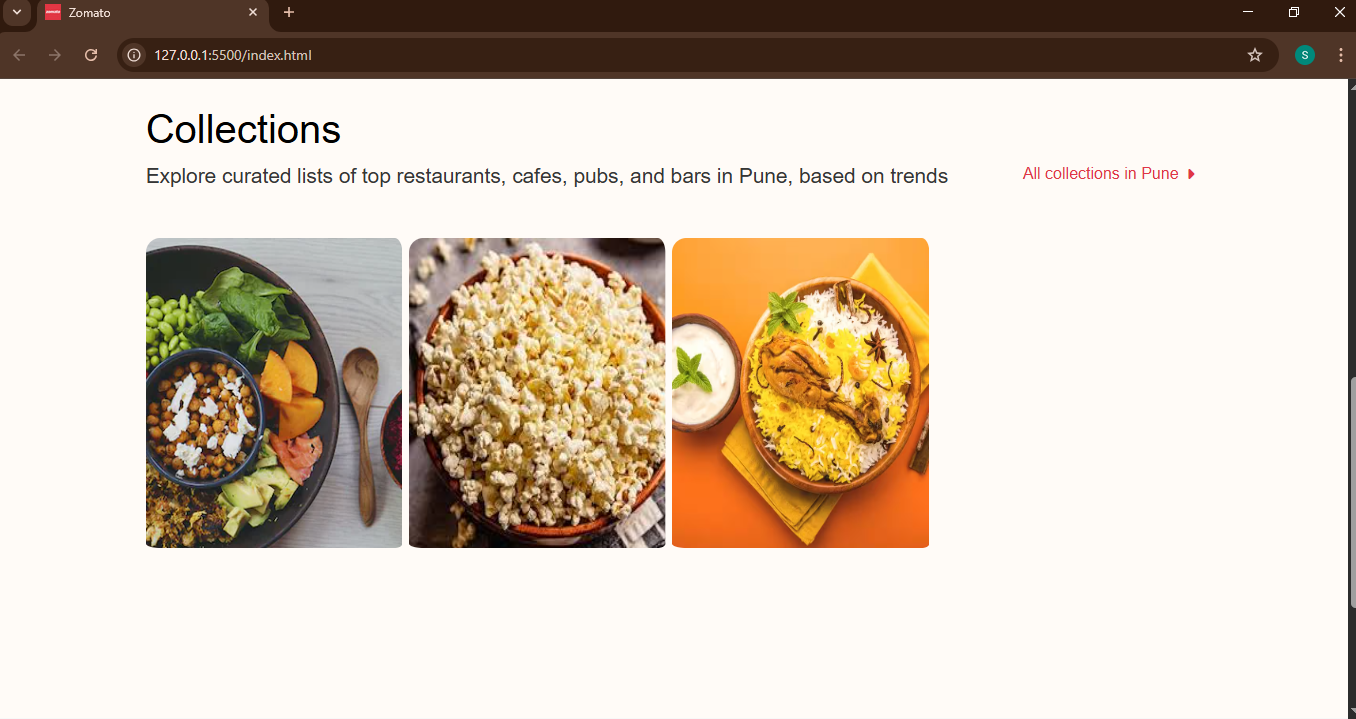 Zomato
127.0.0.1:5500/index.html
S
Collections
Explore curated lists of top restaurants, cafes, pubs, and bars in Pune, based on trends
All collections in Pune